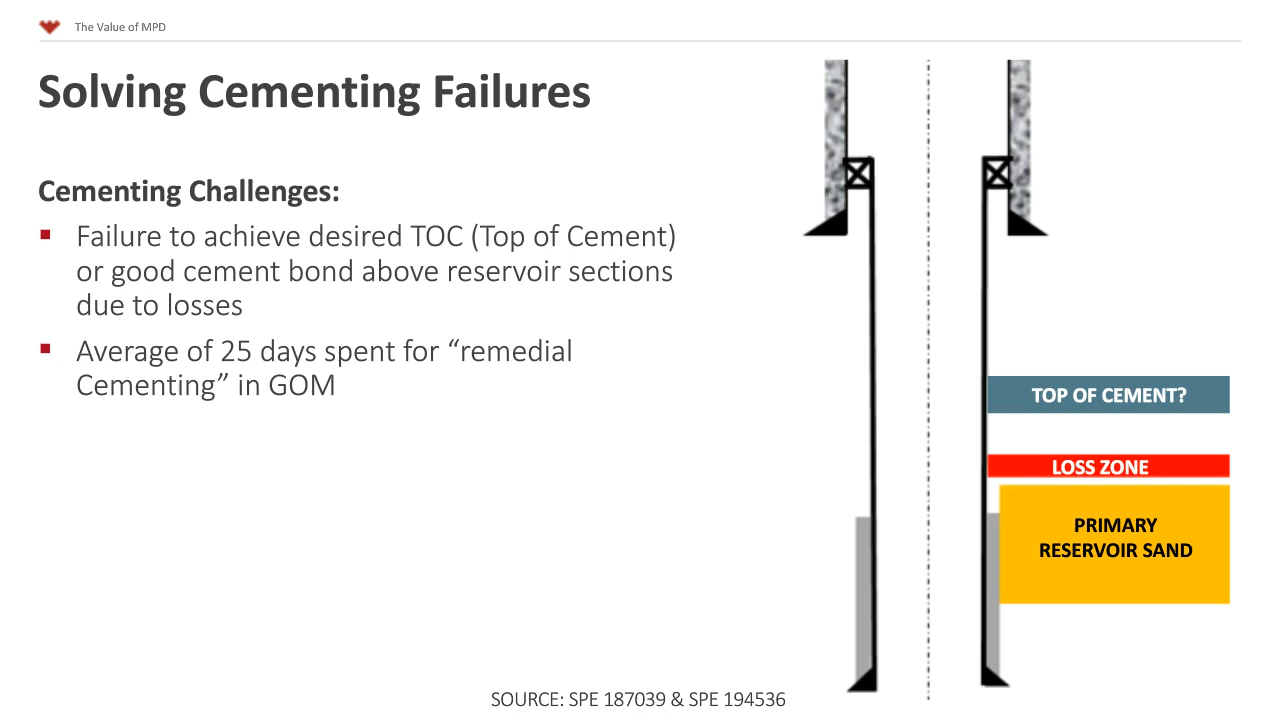 The Value of MPD
Solving Cementing Failures
Cementing Challenges:
▪ Failure to achieve desired TOC (Top of Cement)
or good cement bond above reservoir sections
due to losses
▪ Average of 25 days spent for “remedial
Cementing” in GOM
TOP OF CEMENT?
LOSS ZONE
PRIMARY
RESERVOIR SAND
SOURCE: SPE 187039 & SPE 194536